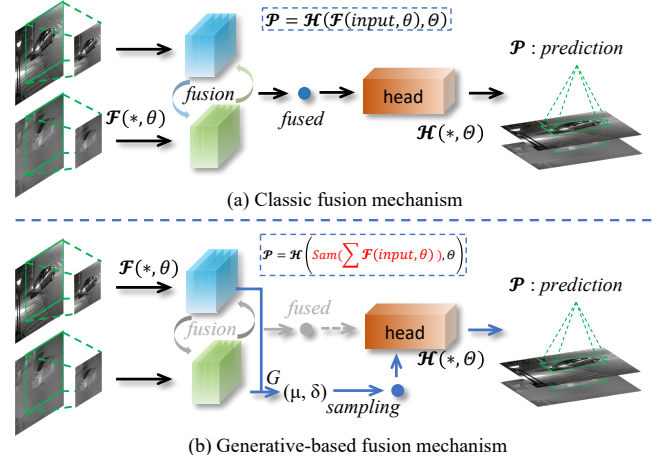 𝓟 = 𝓗(𝓕(input, θ), Θ)
𝓟 : prediction
fusion
head
𝓕(*, θ)
fused
𝓗(*, Θ)
(a) Classic fusion mechanism
𝓕(*, θ)
𝓟 = 𝓗(Sam(∑ 𝓕(input, θ)), Θ)
𝓟 : prediction
fused
fusion
head
𝓗(*, Θ)
G
(μ, δ)
sampling
(b) Generative-based fusion mechanism